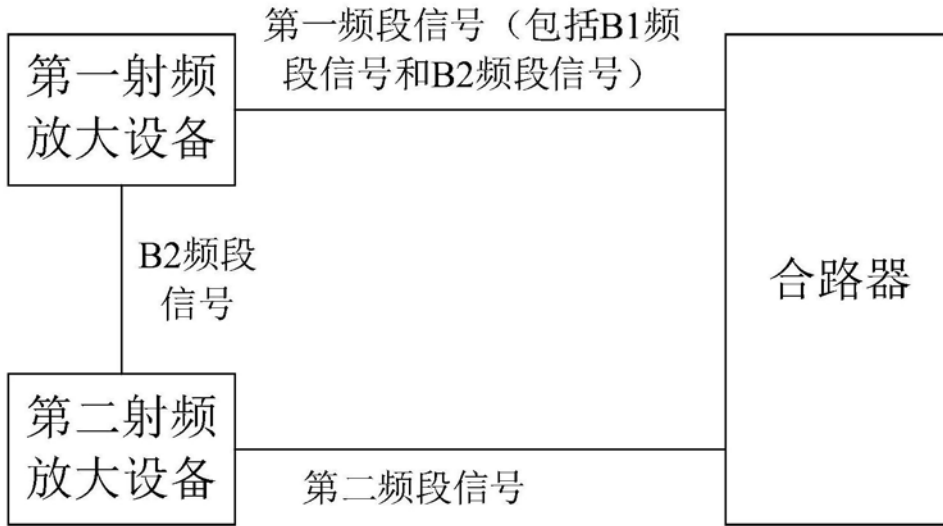 第一频段信号（包括B1频
段信号和B2频段信号）
第一射频
放大设备
B2频段
信号
合路器
第二射频
放大设备
第二频段信号